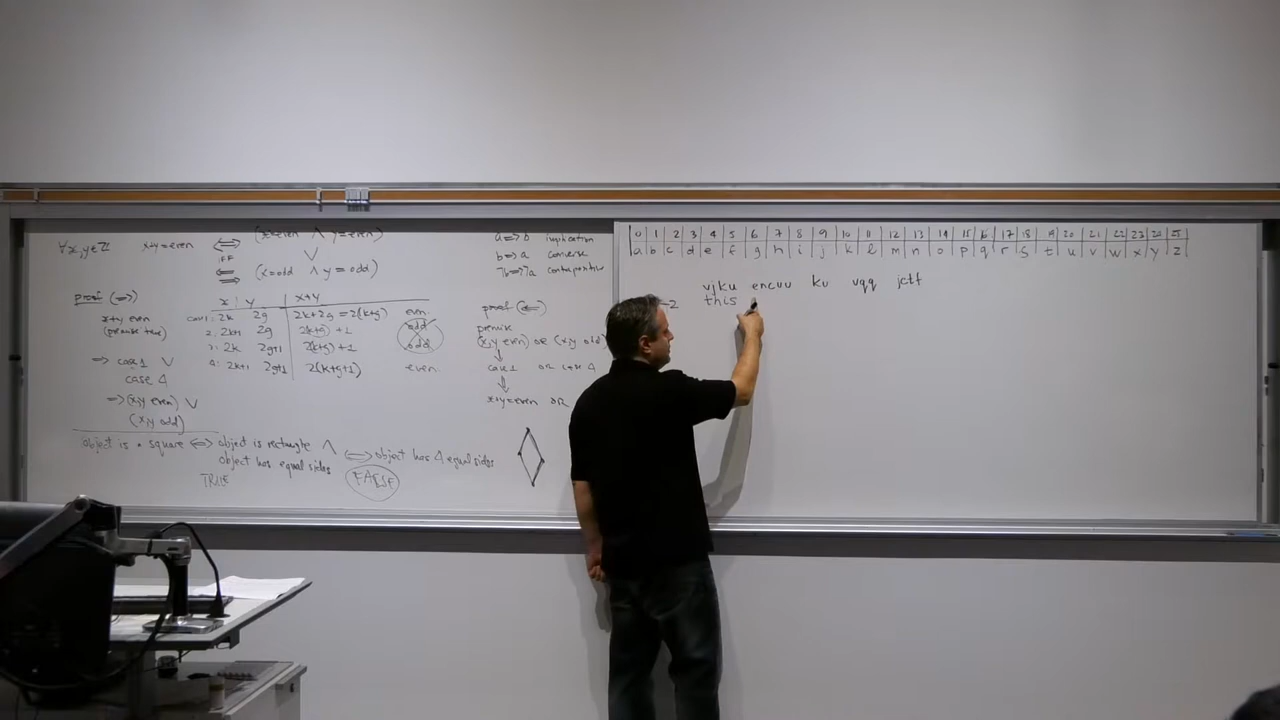 ∀x,y∈ℤ x+y=even ⟺ (x=even ∧ y=even)
iff ∨
(x=odd ∧ y=odd)
a⟹b implication
b⟹a converse
¬b⟹¬a contrapositive
proof (⟹)
x+y even
(premise true)
⟹ case 1 ∨
case 4
⟹ (x,y even) ∨
(x,y odd)
x | y | x+y
case 1: 2k 2g 2k+2g = 2(k+g) even
2: 2k+1 2g 2(k+g)+1 odd
3: 2k 2g+1 2(k+g)+1 odd
4: 2k+1 2g+1 2(k+g+1) even
proof (⟸)
premise
(x,y even) OR (x,y odd)
case 1 OR case 4
x+y=even OR
object is a square ⟺ object is rectangle ∧
object has equal sides ⟺ object has 4 equal sides
TRUE FALSE
0 1 2 3 4 5 6 7 8 9 10 11 12 13 14 15 16 17 18 19 20 21 22 23 24 25
a b c d e f g h i j k l m n o p q r s t u v w x y z
vjku encuu ku vqq jctf
-2 this